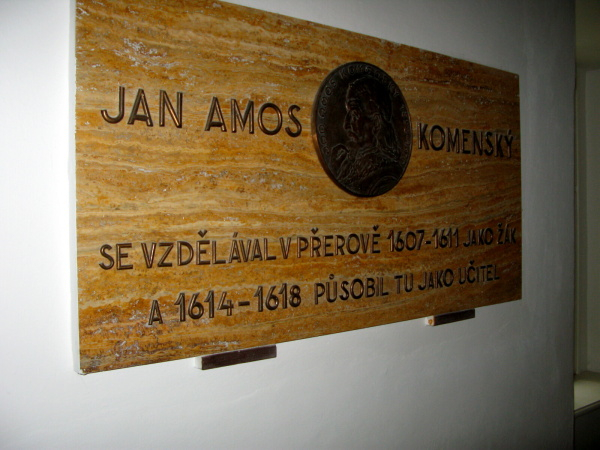 JAN AMOS KOMENSKÝ
SE VZDĚLÁVAL V PŘEROVĚ 1607-1611 JAKO ŽÁK
A 1614-1618 PŮSOBIL TU JAKO UČITEL